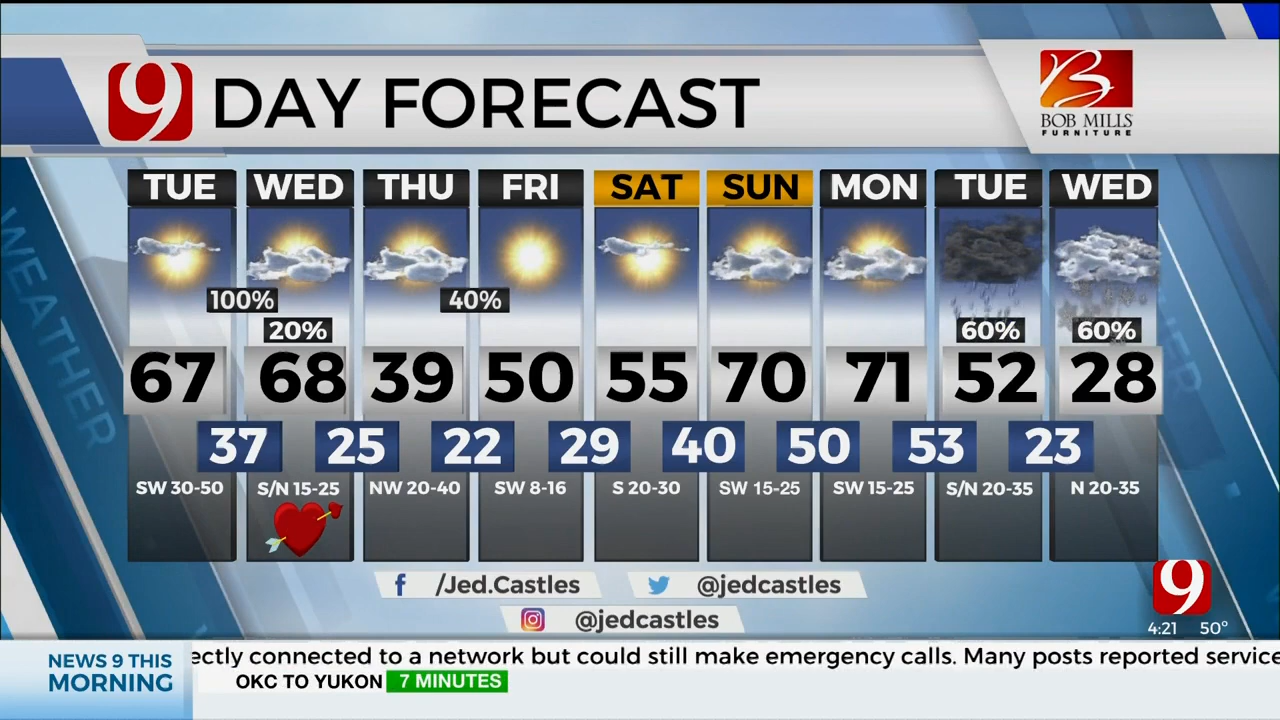 9 DAY FORECAST
B
BOB MILLS
FURNITURE
TUE WED THU FRI SAT SUN MON TUE WED
100% 40%
20% 60% 60%
67 68 39 50 55 70 71 52 28
37 25 22 29 40 50 53 23
SW 30-50 S/N 15-25 NW 20-40 SW 8-16 S 20-30 SW 15-25 SW 15-25 S/N 20-35 N 20-35
WEATHER
f /Jed.Castles @jedcastles
@jedcastles
9
4:21 50°
NEWS 9 THIS
MORNING
ectly connected to a network but could still make emergency calls. Many posts reported service
OKC TO YUKON 7 MINUTES